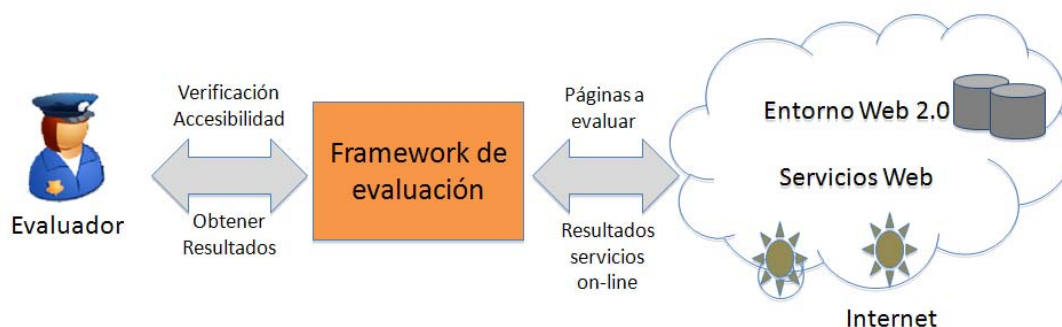 Verificación
Accesibilidad
Evaluador
Obtener
Resultados
Framework de
evaluación
Páginas a
evaluar
Resultados
servicios
on-line
Entorno Web 2.0
Servicios Web
Internet